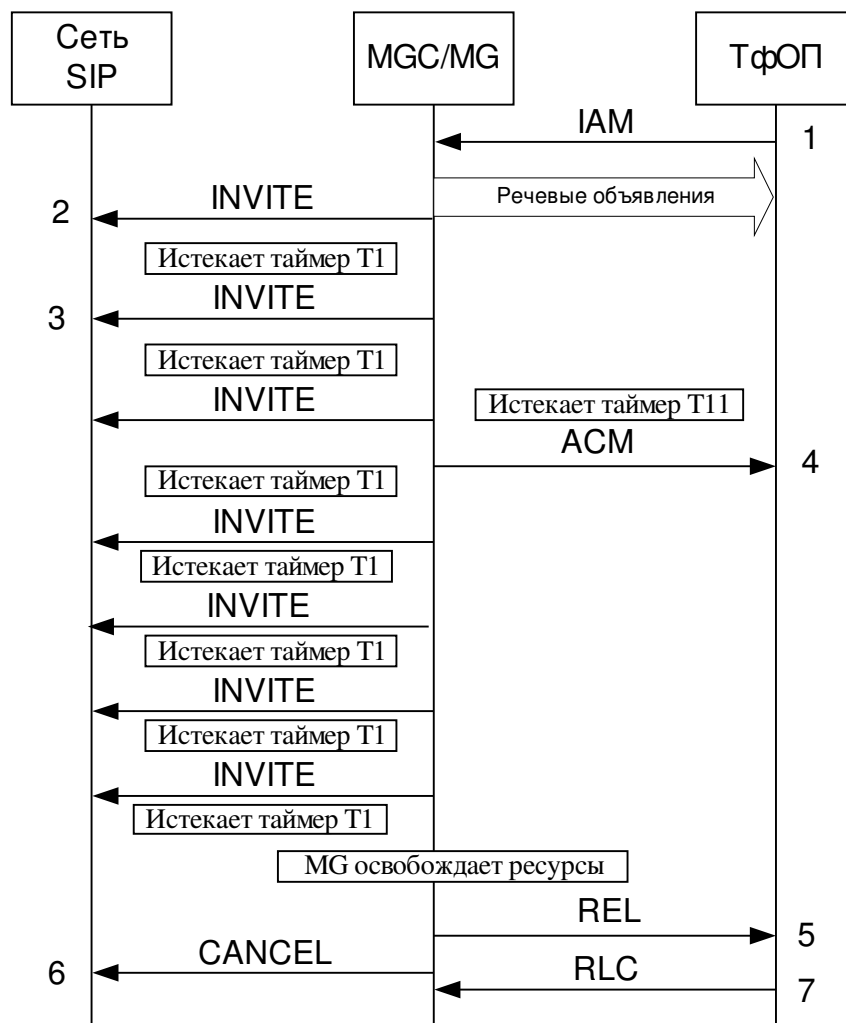 Сеть
SIP
MGC/MG
ТфОП
IAM
1
Речевые объявления
2
INVITE
Истекает таймер T1
INVITE
3
Истекает таймер T1
INVITE
Истекает таймер T11
ACM
4
Истекает таймер T1
INVITE
Истекает таймер T1
INVITE
Истекает таймер T1
INVITE
Истекает таймер T1
INVITE
Истекает таймер T1
MG освобождает ресурсы
REL
5
CANCEL
6
RLC
7